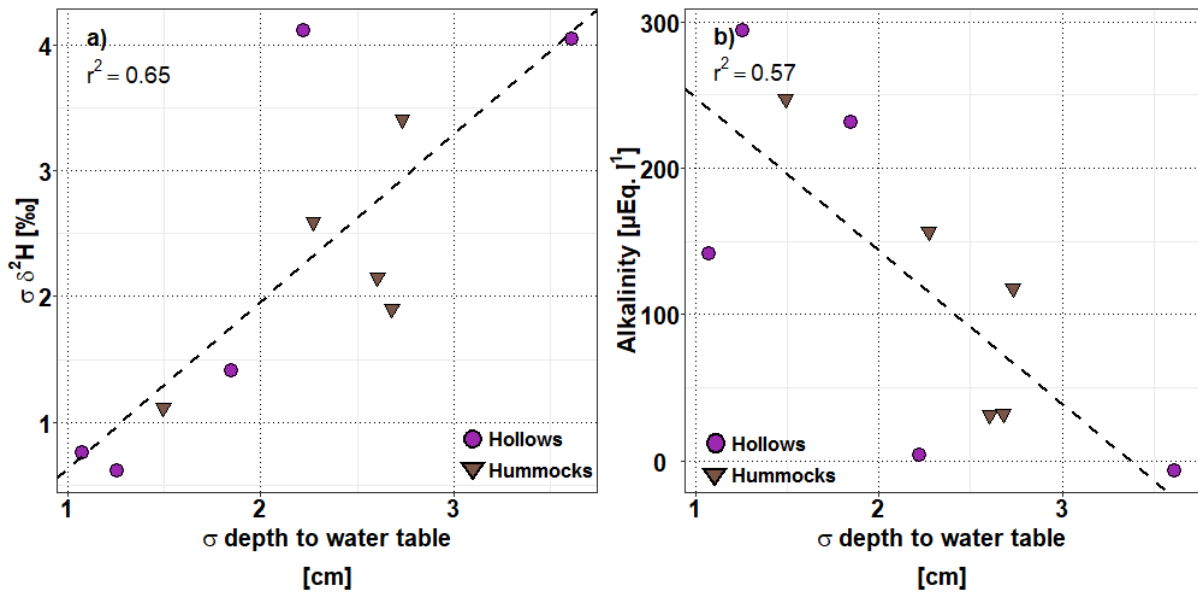 a)
r² = 0.65
4
3
2
1
σ δ²H [‰]
1 2 3
σ depth to water table
[cm]
Hollows
Hummocks
b)
r² = 0.57
300
200
100
0
Alkalinity [µEq. l¹]
1 2 3
σ depth to water table
[cm]
Hollows
Hummocks